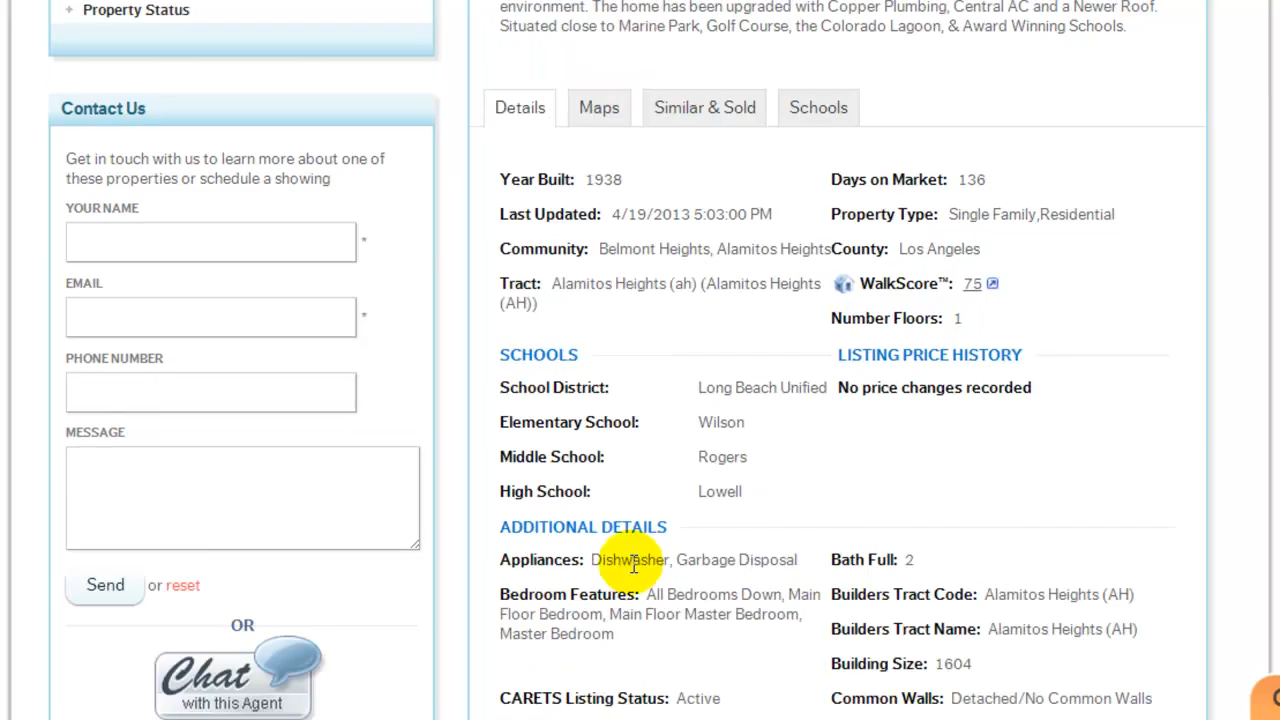 Property Status
environment. The home has been upgraded with Copper Plumbing, Central AC and a Newer Roof.
Situated close to Marine Park, Golf Course, the Colorado Lagoon, & Award Winning Schools.
Contact Us
Get in touch with us to learn more about one of
these properties or schedule a showing
YOUR NAME
*
EMAIL
*
PHONE NUMBER
MESSAGE
Send or reset
OR
Chat
with this Agent
Details Maps Similar & Sold Schools
Year Built: 1938 Days on Market: 136
Last Updated: 4/19/2013 5:03:00 PM Property Type: Single Family,Residential
Community: Belmont Heights, Alamitos Heights County: Los Angeles
Tract: Alamitos Heights (ah) (Alamitos Heights WalkScore™: 75
(AH))
Number Floors: 1
SCHOOLS LISTING PRICE HISTORY
School District: Long Beach Unified No price changes recorded
Elementary School: Wilson
Middle School: Rogers
High School: Lowell
ADDITIONAL DETAILS
Appliances: Dishwasher, Garbage Disposal Bath Full: 2
Bedroom Features: All Bedrooms Down, Main Builders Tract Code: Alamitos Heights (AH)
Floor Bedroom, Main Floor Master Bedroom,
Builders Tract Name: Alamitos Heights (AH)
Master Bedroom
Building Size: 1604
CARETS Listing Status: Active Common Walls: Detached/No Common Walls